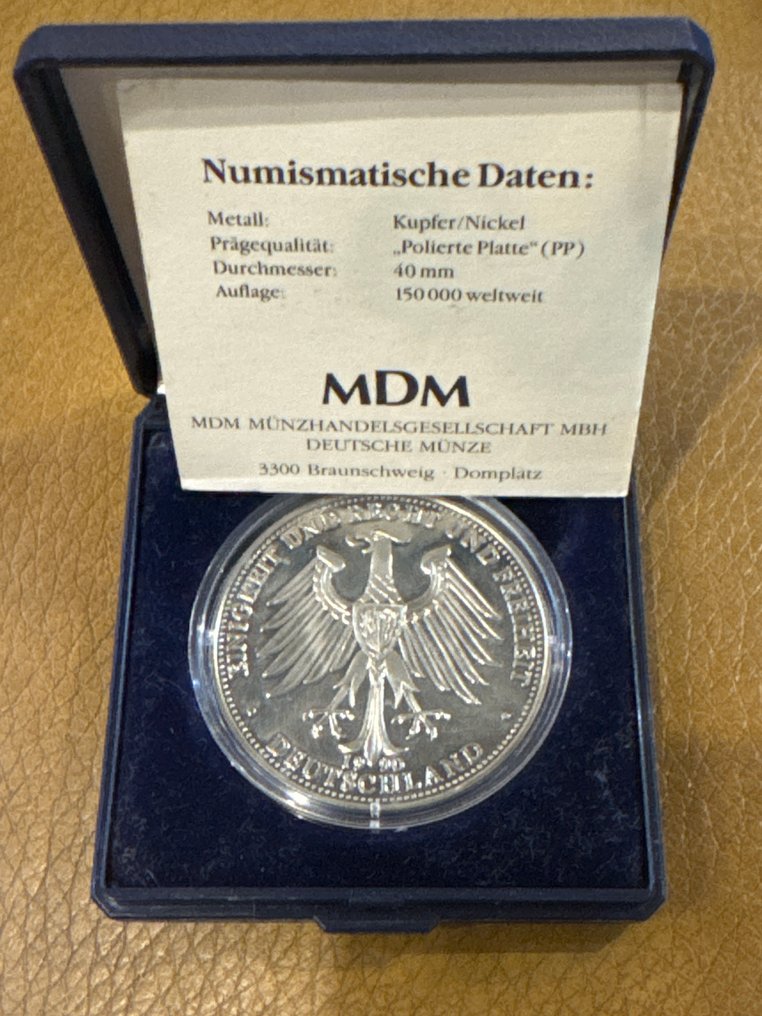 Numismatische Daten:
Metall: Kupfer/Nickel
Prägequalität: „Polierte Platte“ (PP)
Durchmesser: 40 mm
Auflage: 150 000 weltweit
MDM
MDM MÜNZHANDELSGESELLSCHAFT MBH
DEUTSCHE MÜNZE
3300 Braunschweig · Domplatz
EINIGKEIT UND RECHT UND FREIHEIT
1990
DEUTSCHLAND